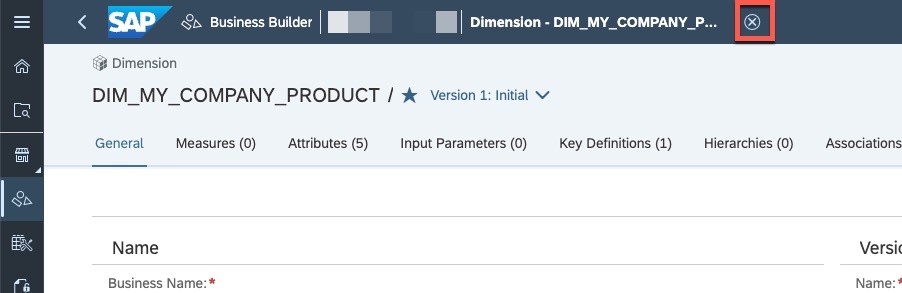 SAP Business Builder Dimension - DIM_MY_COMPANY_P...
Dimension
DIM_MY_COMPANY_PRODUCT / ★ Version 1: Initial
General Measures (0) Attributes (5) Input Parameters (0) Key Definitions (1) Hierarchies (0) Associations
Name Versio
Business Name:* Name:*